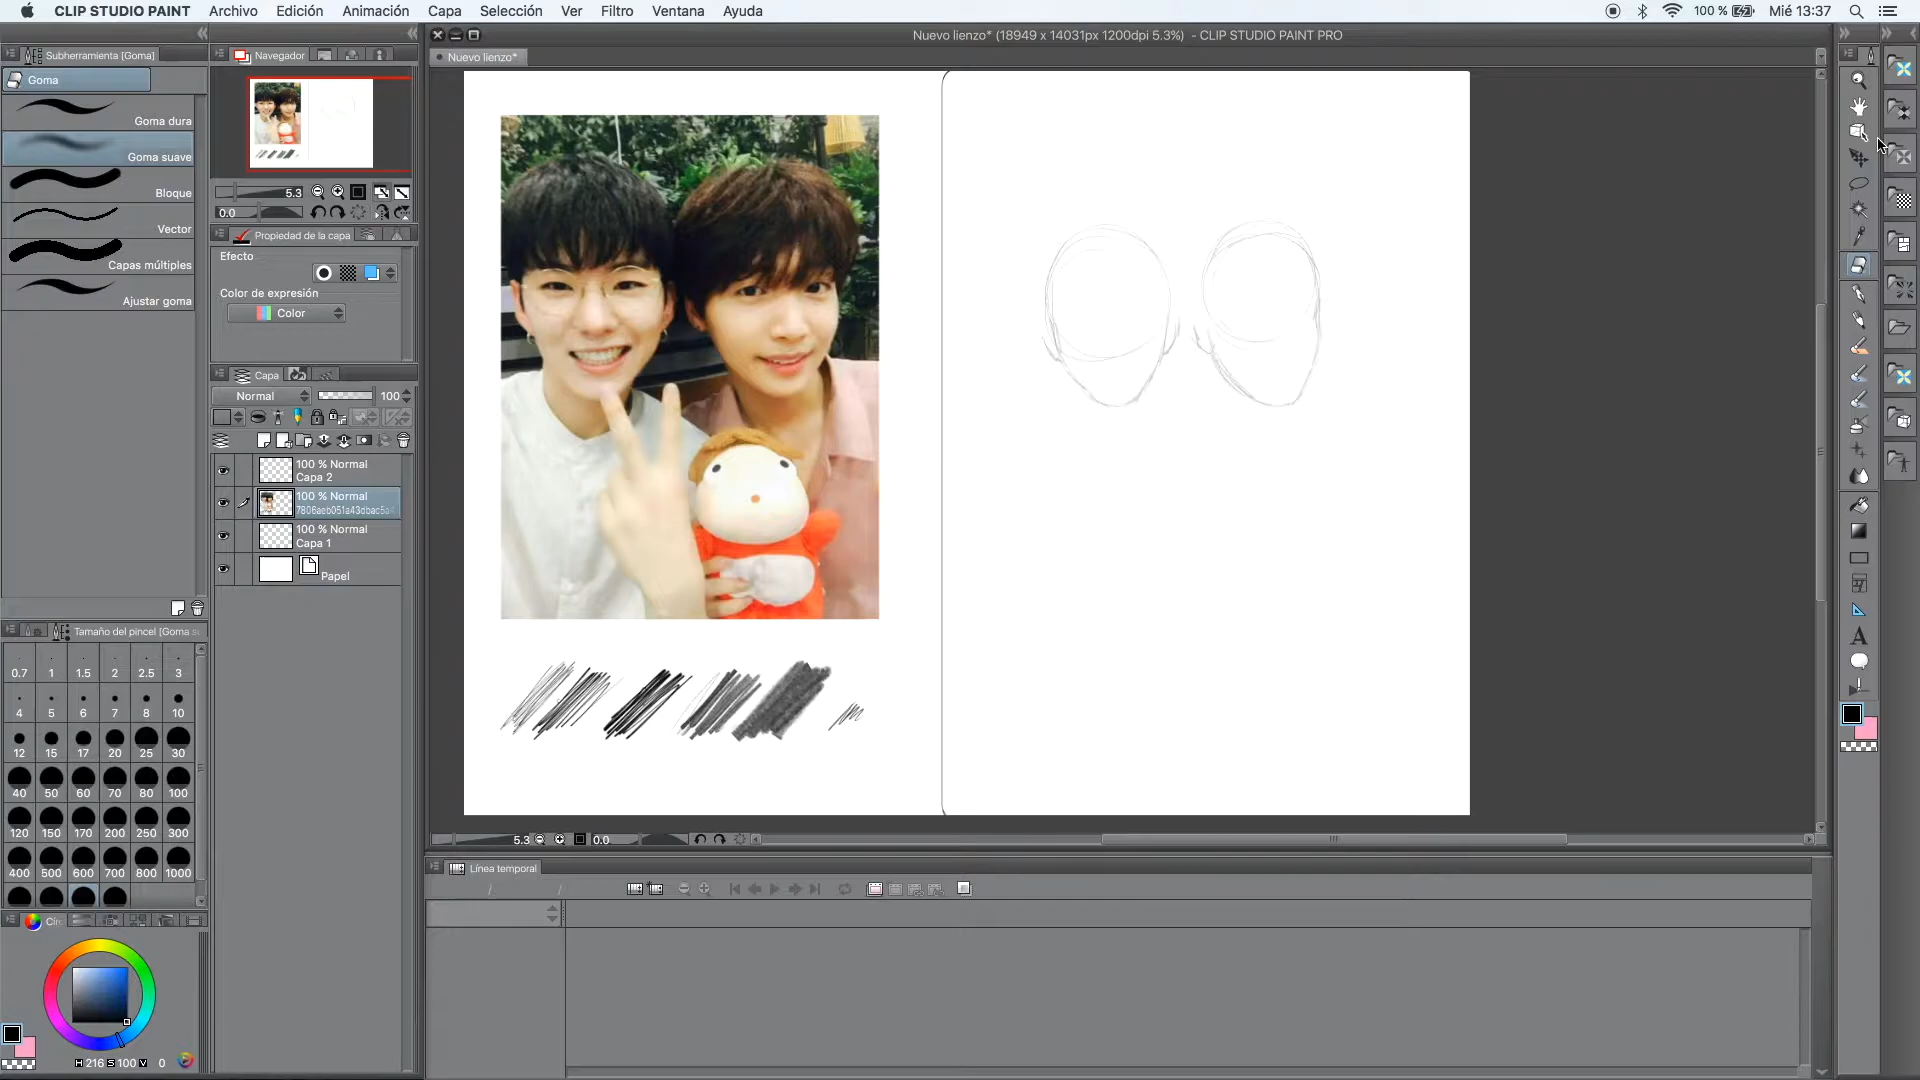 CLIP STUDIO PAINT Archivo Edición Animación Capa Selección Ver Filtro Ventana Ayuda 100 % Mié 13:37
Nuevo lienzo* (18949 x 14031px 1200dpi 5.3%) - CLIP STUDIO PAINT PRO
Nuevo lienzo*
Subherramienta [Goma]
Goma
Goma dura
Goma suave
Bloque
Vector
Capas múltiples
Ajustar goma
Navegador
5.3
0.0
Propiedad de la capa
Efecto
Color de expresión
Color
Capa
Normal 100
100 % Normal
Capa 2
100 % Normal
100 % Normal
Capa 1
Papel
Tamaño del pincel [Goma s
0.7 1 1.5 2 2.5 3
4 5 6 7 8 10
12 15 17 20 25 30
40 50 60 70 80 100
120 150 170 200 250 300
400 500 600 700 800 1000
H 216 S 100 V 0
5.3 0.0
Línea temporal
/ /
A